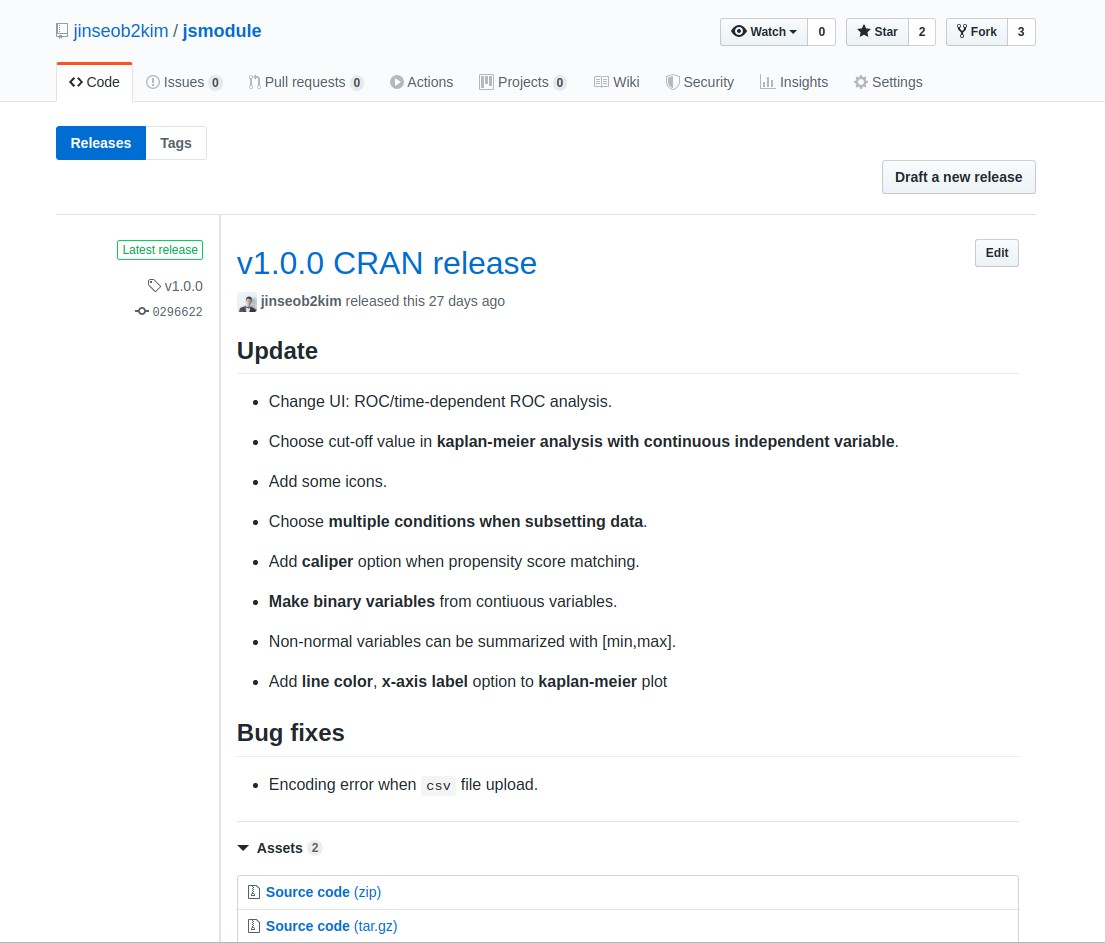 jinseob2kim / jsmodule
Watch 0 Star 2 Fork 3
Code Issues 0 Pull requests 0 Actions Projects 0 Wiki Security Insights Settings
Releases Tags
Draft a new release
Latest release
v1.0.0
0296622
v1.0.0 CRAN release
Edit
jinseob2kim released this 27 days ago
Update
Change UI: ROC/time-dependent ROC analysis.
Choose cut-off value in kaplan-meier analysis with continuous independent variable.
Add some icons.
Choose multiple conditions when subsetting data.
Add caliper option when propensity score matching.
Make binary variables from contiuous variables.
Non-normal variables can be summarized with [min,max].
Add line color, x-axis label option to kaplan-meier plot
Bug fixes
Encoding error when csv file upload.
Assets 2
Source code (zip)
Source code (tar.gz)